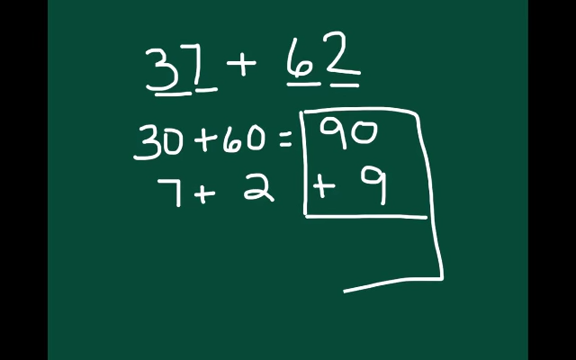 37 + 62
30 + 60 = 90
7 + 2 + 9